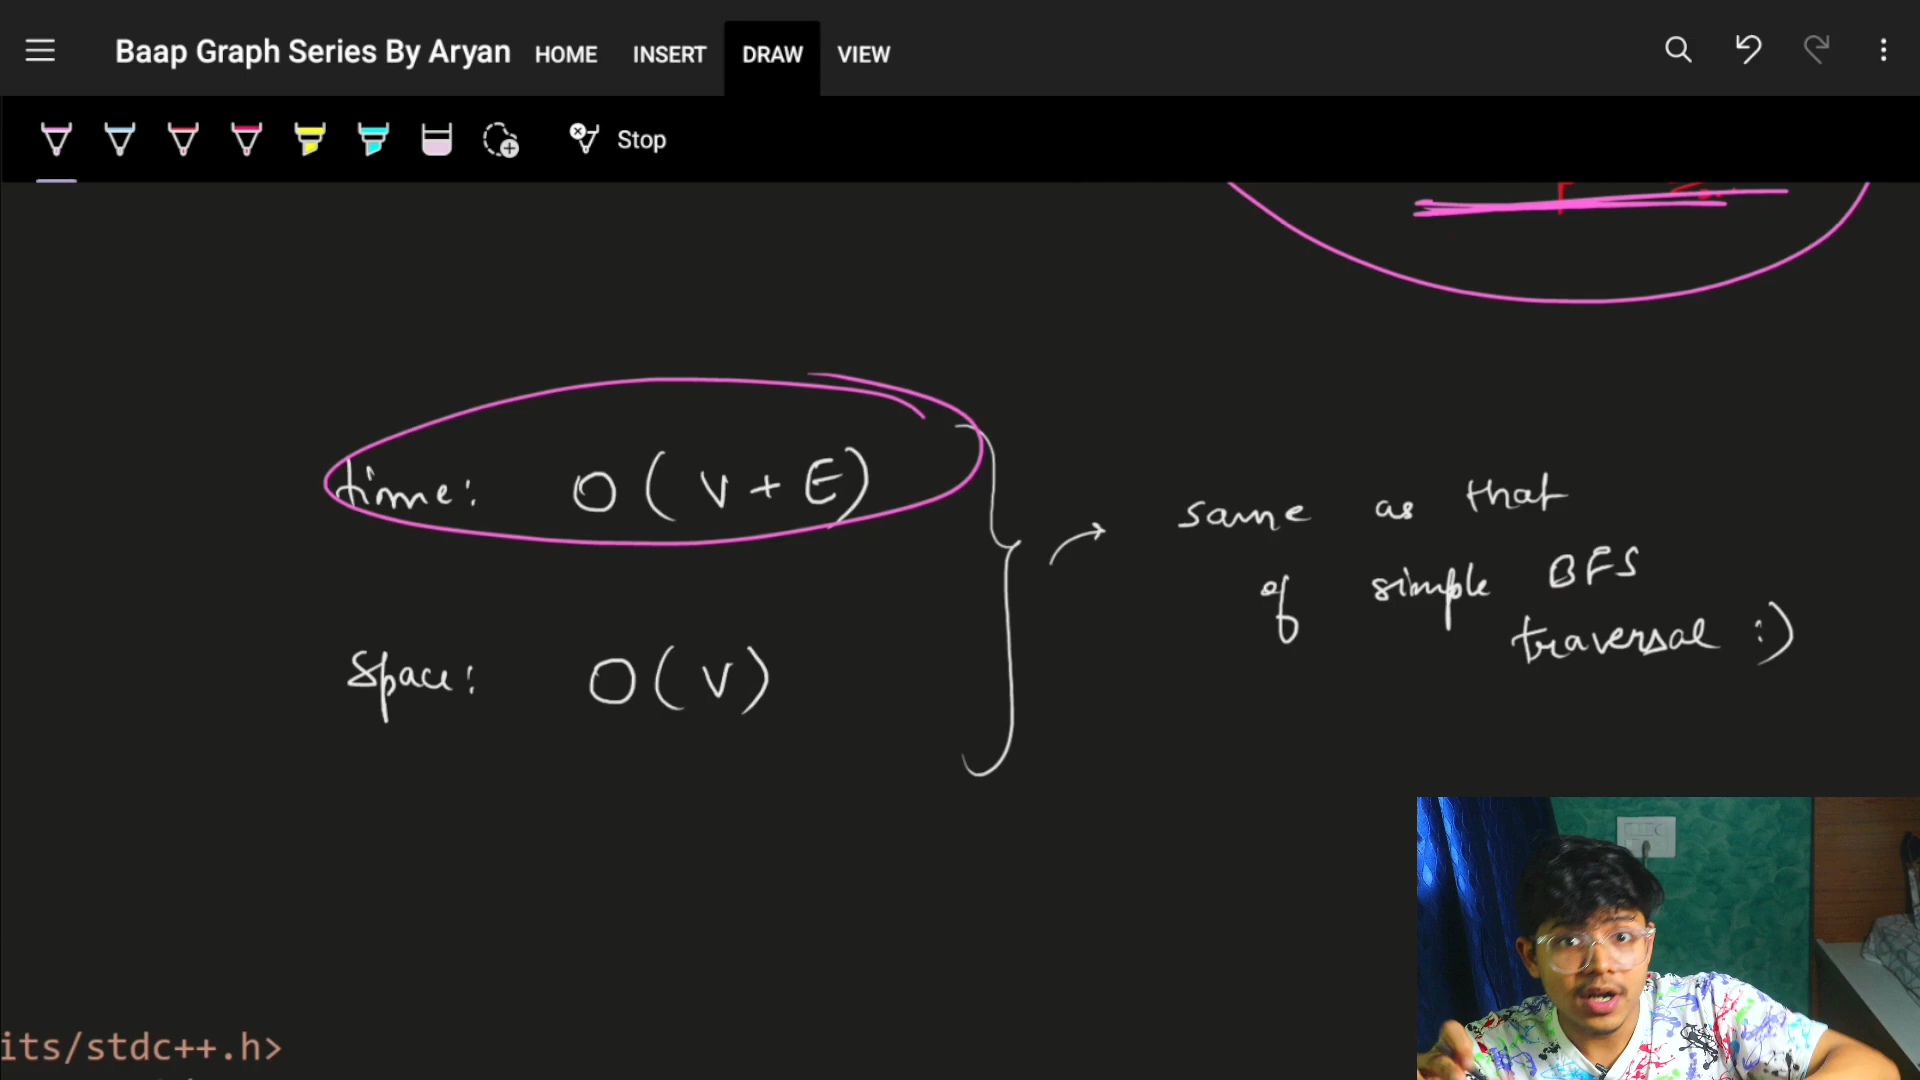 Baap Graph Series By Aryan HOME INSERT DRAW VIEW
Stop
time: O ( V + E )
same as that
of simple BFS
traversal :)
Space: O ( V )
its/stdc++.h>